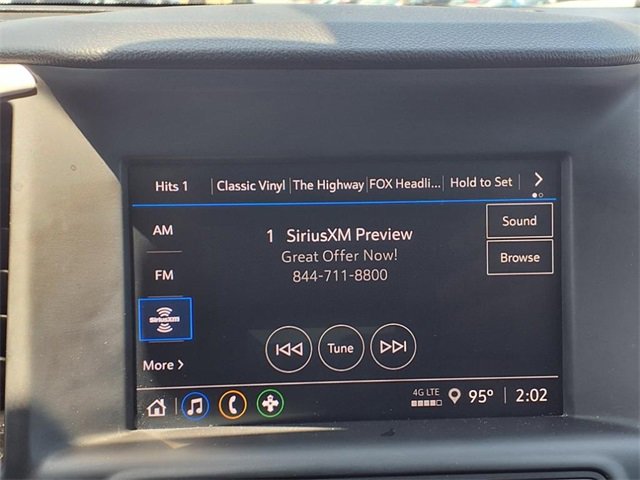 Hits 1 Classic Vinyl The Highway FOX Headli... Hold to Set
AM
1 SiriusXM Preview
Sound
Great Offer Now!
Browse
FM
844-711-8800
SiriusXM
Tune
More
4G LTE
95° 2:02